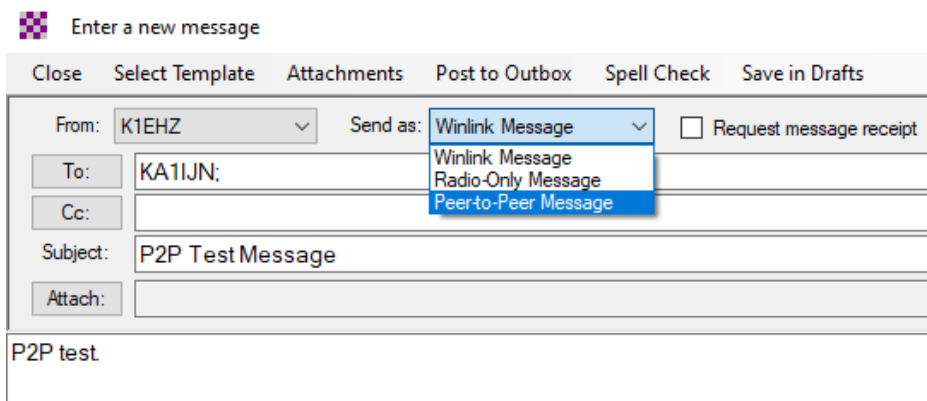 Enter a new message
Close Select Template Attachments Post to Outbox Spell Check Save in Drafts
From: K1EHZ Send as: Winlink Message Request message receipt
Winlink Message
To: KA1IJN; Radio-Only Message
Peer-to-Peer Message
Cc:
Subject: P2P Test Message
Attach:
P2P test.